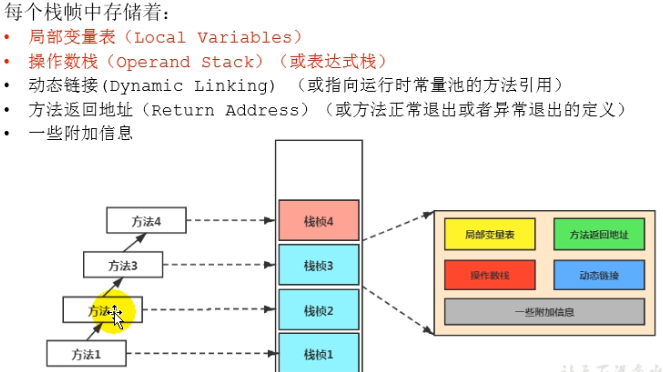 每个栈帧中存储着：
• 局部变量表（Local Variables）
• 操作数栈（Operand Stack）（或表达式栈）
• 动态链接(Dynamic Linking) （或指向运行时常量池的方法引用）
• 方法返回地址（Return Address）（或方法正常退出或者异常退出的定义）
• 一些附加信息
方法4
栈桢4
方法3
栈桢3
方法
栈桢2
方法1
栈桢1
局部变量表
方法返回地址
操作数栈
动态链接
一些附加信息